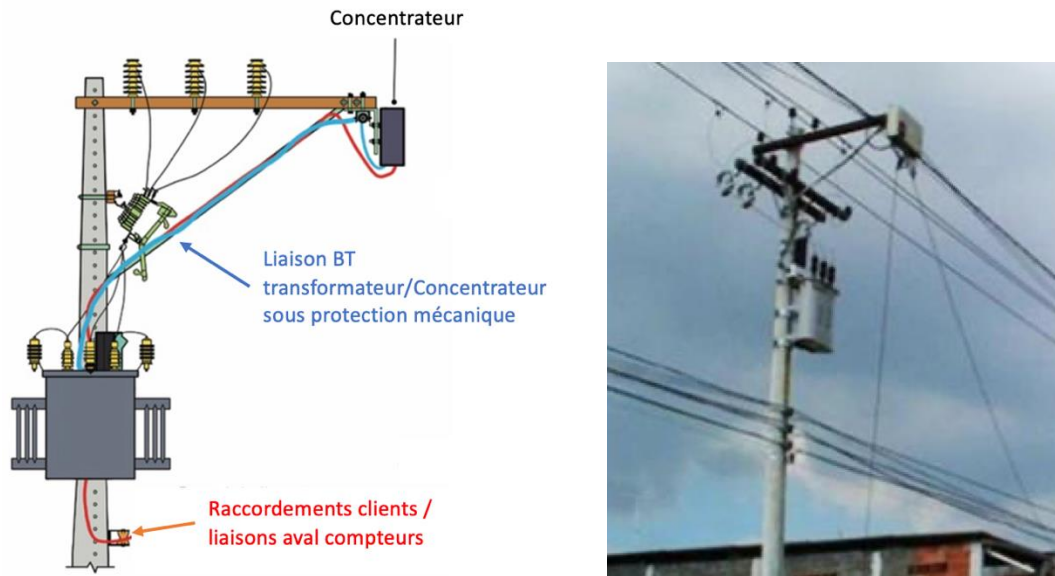 Concentrateur
Liaison BT
transformateur/Concentrateur
sous protection mécanique
Raccordements clients /
liaisons aval compteurs